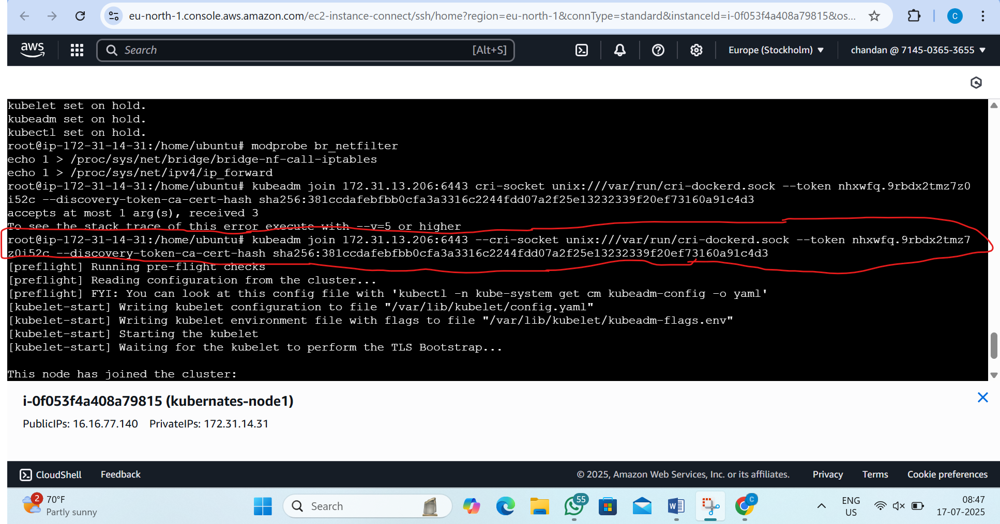 eu-north-1.console.aws.amazon.com/ec2-instance-connect/ssh/home?region=eu-north-1&connType=standard&instanceId=i-0f053f4a408a79815&os...
C
aws
Search
[Alt+S]
Europe (Stockholm)
chandan @ 7145-0365-3655
kubelet set on hold.
kubeadm set on hold.
kubectl set on hold.
root@ip-172-31-14-31:/home/ubuntu# modprobe br_netfilter
echo 1 > /proc/sys/net/bridge/bridge-nf-call-iptables
echo 1 > /proc/sys/net/ipv4/ip_forward
root@ip-172-31-14-31:/home/ubuntu# kubeadm join 172.31.13.206:6443 cri-socket unix:///var/run/cri-dockerd.sock --token nhxwfq.9rbdx2tmz7z0
i52c --discovery-token-ca-cert-hash sha256:381ccdafebfbb0cfa3a3316c2244fdd07a2f25e13232339f20ef73160a91c4d3
accepts at most 1 arg(s), received 3
To see the stack trace of this error execute with --v=5 or higher
root@ip-172-31-14-31:/home/ubuntu# kubeadm join 172.31.13.206:6443 --cri-socket unix:///var/run/cri-dockerd.sock --token nhxwfq.9rbdx2tmz7
z0i52c --discovery-token-ca-cert-hash sha256:381ccdafebfbb0cfa3a3316c2244fdd07a2f25e13232339f20ef73160a91c4d3
[preflight] Running pre-flight checks
[preflight] Reading configuration from the cluster...
[preflight] FYI: You can look at this config file with 'kubectl -n kube-system get cm kubeadm-config -o yaml'
[kubelet-start] Writing kubelet configuration to file "/var/lib/kubelet/config.yaml"
[kubelet-start] Writing kubelet environment file with flags to file "/var/lib/kubelet/kubeadm-flags.env"
[kubelet-start] Starting the kubelet
[kubelet-start] Waiting for the kubelet to perform the TLS Bootstrap...
This node has joined the cluster:
i-0f053f4a408a79815 (kubernates-node1)
PublicIPs: 16.16.77.140 PrivateIPs: 172.31.14.31
CloudShell
Feedback
© 2025, Amazon Web Services, Inc. or its affiliates.
Privacy
Terms
Cookie preferences
2
70°F
Partly sunny
Search
55
C
ENG
US
08:47
17-07-2025